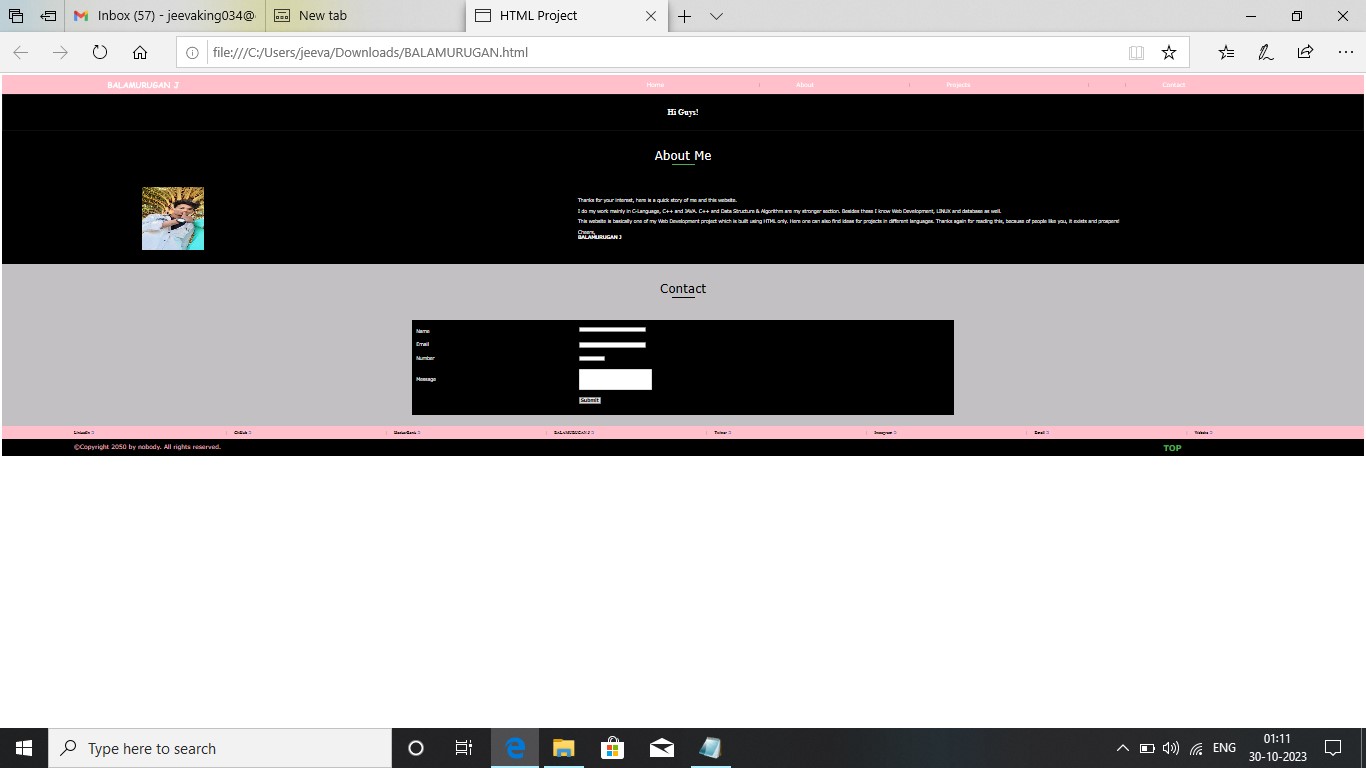 Inbox (57) - jeevaking034@
New tab
HTML Project
file:///C:/Users/jeeva/Downloads/BALAMURUGAN.html
BALAMURUGAN J Home About Projects Contact
Hi Guys!
About Me
Thanks for your internet, here is a quick story of me and this website.
I do my work mainly in C-Language, C++ and JAVA. C++ and Data Structure & Algorithm are my stronger section. Besides these I know Web Development, LINUX and database as well.
This website is basically one of my Web Development project which is built using HTML only. Here one can also find ideas for projects in different languages. Thanks again for reading this, because of people like you, it exists and prospers!
Cheers,
BALAMURUGAN J
Contact
Name
Email
Number
Message
Submit
LinkedIn GitHub BALAMURUGAN J Twitter Instagram Email Website
©Copyright 2050 by nobody. All rights reserved. TOP
Type here to search
ENG
01:11
30-10-2023